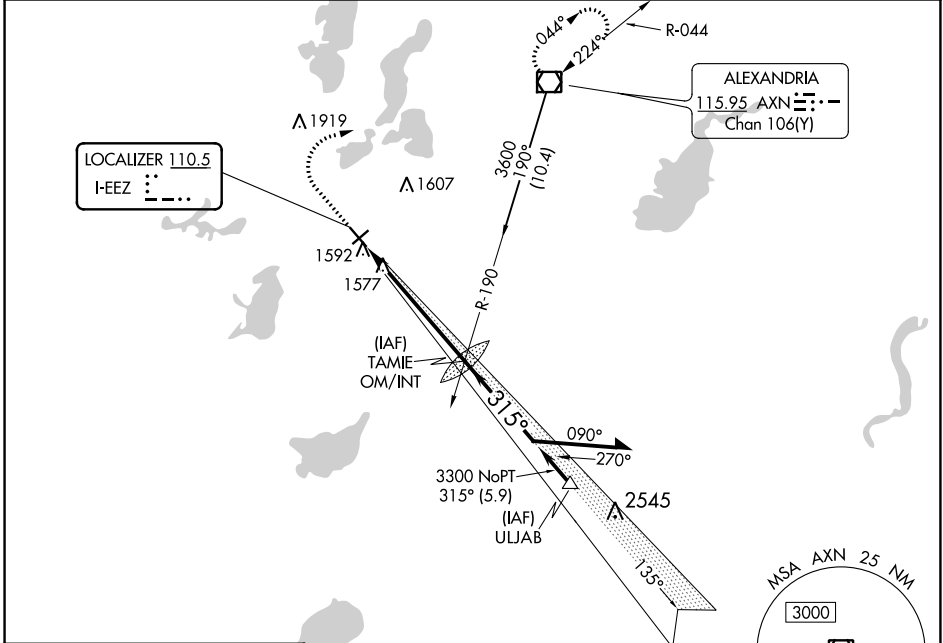 044°
224°
R-044
ALEXANDRIA
115.95 AXN
Chan 106(Y)
1919
LOCALIZER 110.5
I-EEZ
1607
3600
190°
(10.4)
1592
1577
R-190
(IAF)
TAMIE
OM/INT
315°
090°
270°
3300 NoPT
315° (5.9)
(IAF)
ULJAB
2545
135°
MSA AXN 25 NM
3000